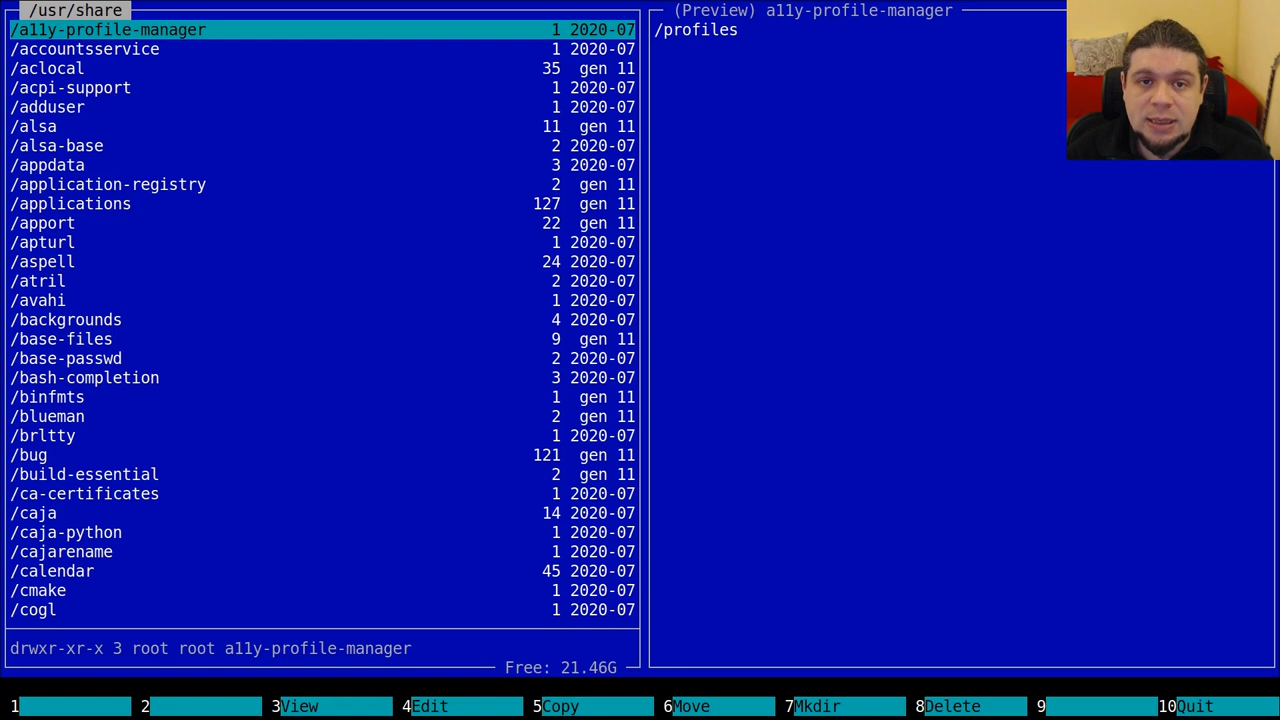 /usr/share
/a11y-profile-manager 1 2020-07
/accountsservice 1 2020-07
/aclocal 35 gen 11
/acpi-support 1 2020-07
/adduser 1 2020-07
/alsa 11 gen 11
/alsa-base 2 2020-07
/appdata 3 2020-07
/application-registry 2 gen 11
/applications 127 gen 11
/apport 22 gen 11
/apturl 1 2020-07
/aspell 24 2020-07
/atril 2 2020-07
/avahi 1 2020-07
/backgrounds 4 2020-07
/base-files 9 gen 11
/base-passwd 2 2020-07
/bash-completion 3 2020-07
/binfmts 1 gen 11
/blueman 2 gen 11
/brltty 1 2020-07
/bug 121 gen 11
/build-essential 2 gen 11
/ca-certificates 1 2020-07
/caja 14 2020-07
/caja-python 1 2020-07
/cajarename 1 2020-07
/calendar 45 2020-07
/cmake 1 2020-07
/cogl 1 2020-07
drwxr-xr-x 3 root root a11y-profile-manager
Free: 21.46G
(Preview) a11y-profile-manager
/profiles
1 2 3View 4Edit 5Copy 6Move 7Mkdir 8Delete 9 10Quit